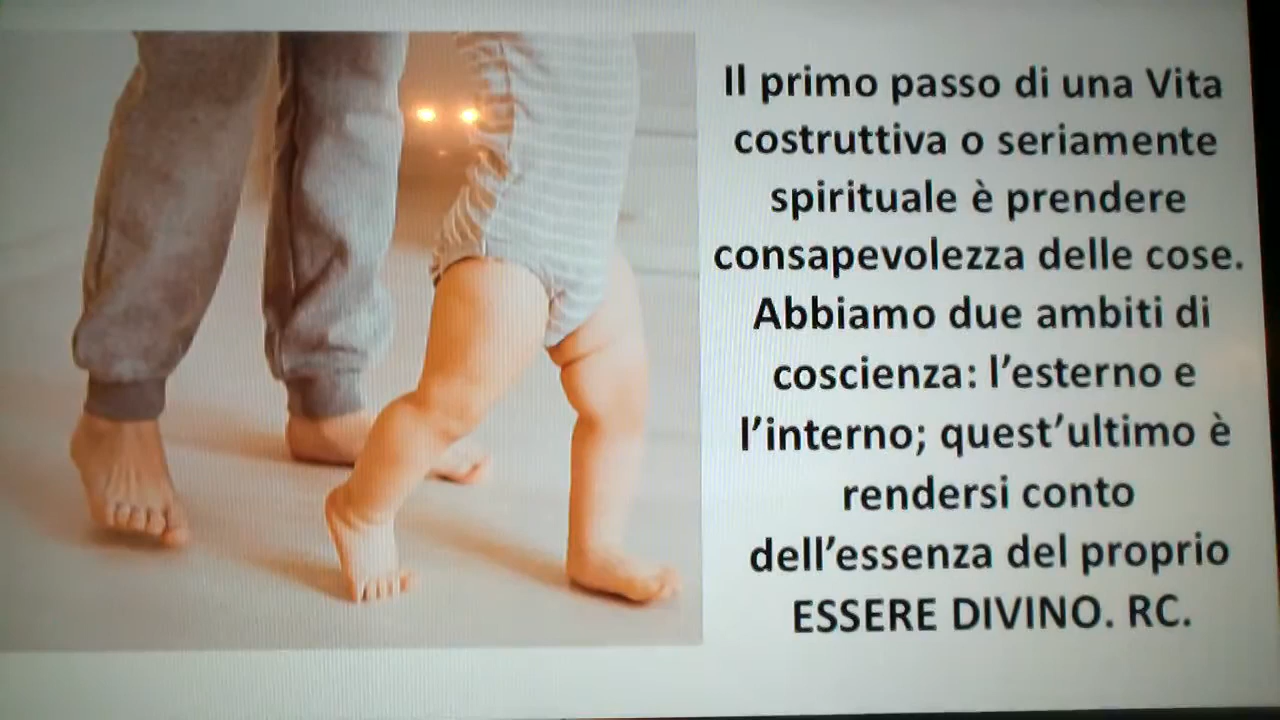 Il primo passo di una Vita
costruttiva o seriamente
spirituale è prendere
consapevolezza delle cose.
Abbiamo due ambiti di
coscienza: l’esterno e
l’interno; quest’ultimo è
rendersi conto
dell’essenza del proprio
ESSERE DIVINO. RC.